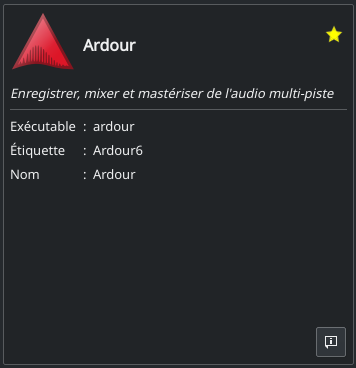 Ardour
Enregistrer, mixer et mastériser de l'audio multi-piste
Exécutable : ardour
Étiquette : Ardour6
Nom : Ardour